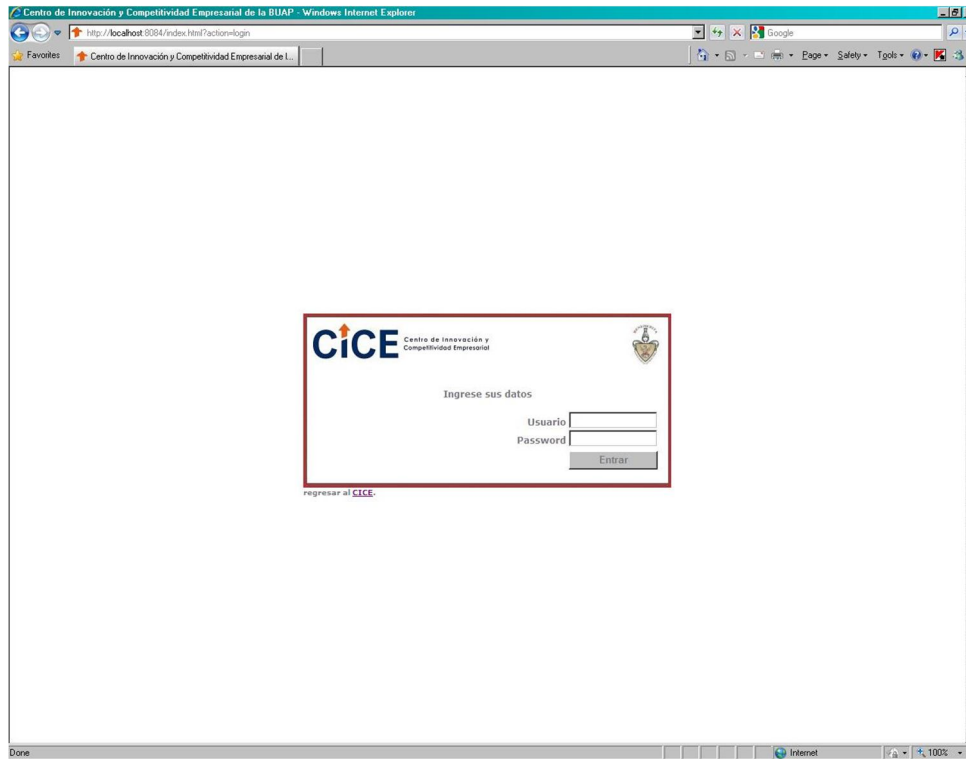 Centro de Innovación y Competitividad Empresarial de la BUAP - Windows Internet Explorer
http://localhost:8084/index.html?action=login
Google
Favorites
Centro de Innovación y Competitividad Empresarial de l...
Page
Safety
Tools
CiCE
Centro de Innovación y
Competitividad Empresarial
Ingrese sus datos
Usuario
Password
Entrar
regresar al CICE.
Done
Internet
100%